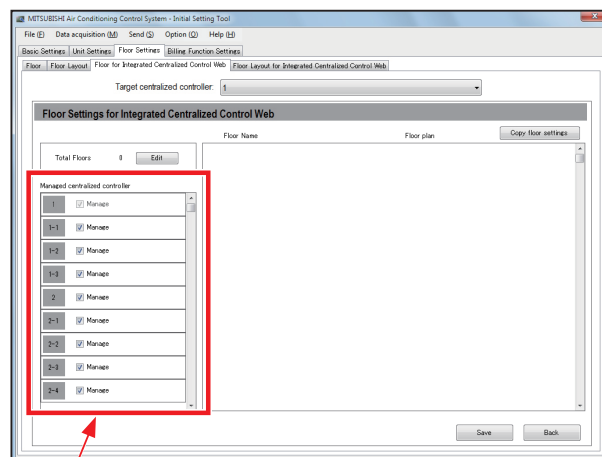 MITSUBISHI Air Conditioning Control System - Initial Setting Tool
File (F) Data acquisition (M) Send (S) Option (O) Help (H)
Basic Settings Unit Settings Floor Settings Billing Function Settings
Floor Floor Layout Floor for Integrated Centralized Control Web Floor Layout for Integrated Centralized Control Web
Target centralized controller: 1
Floor Settings for Integrated Centralized Control Web
Floor Name Floor plan Copy floor settings
Total Floors 0 Edit
Managed centralized controller
1 Manage
1-1 Manage
1-2 Manage
1-3 Manage
2 Manage
2-1 Manage
2-2 Manage
2-3 Manage
2-4 Manage
Save Back